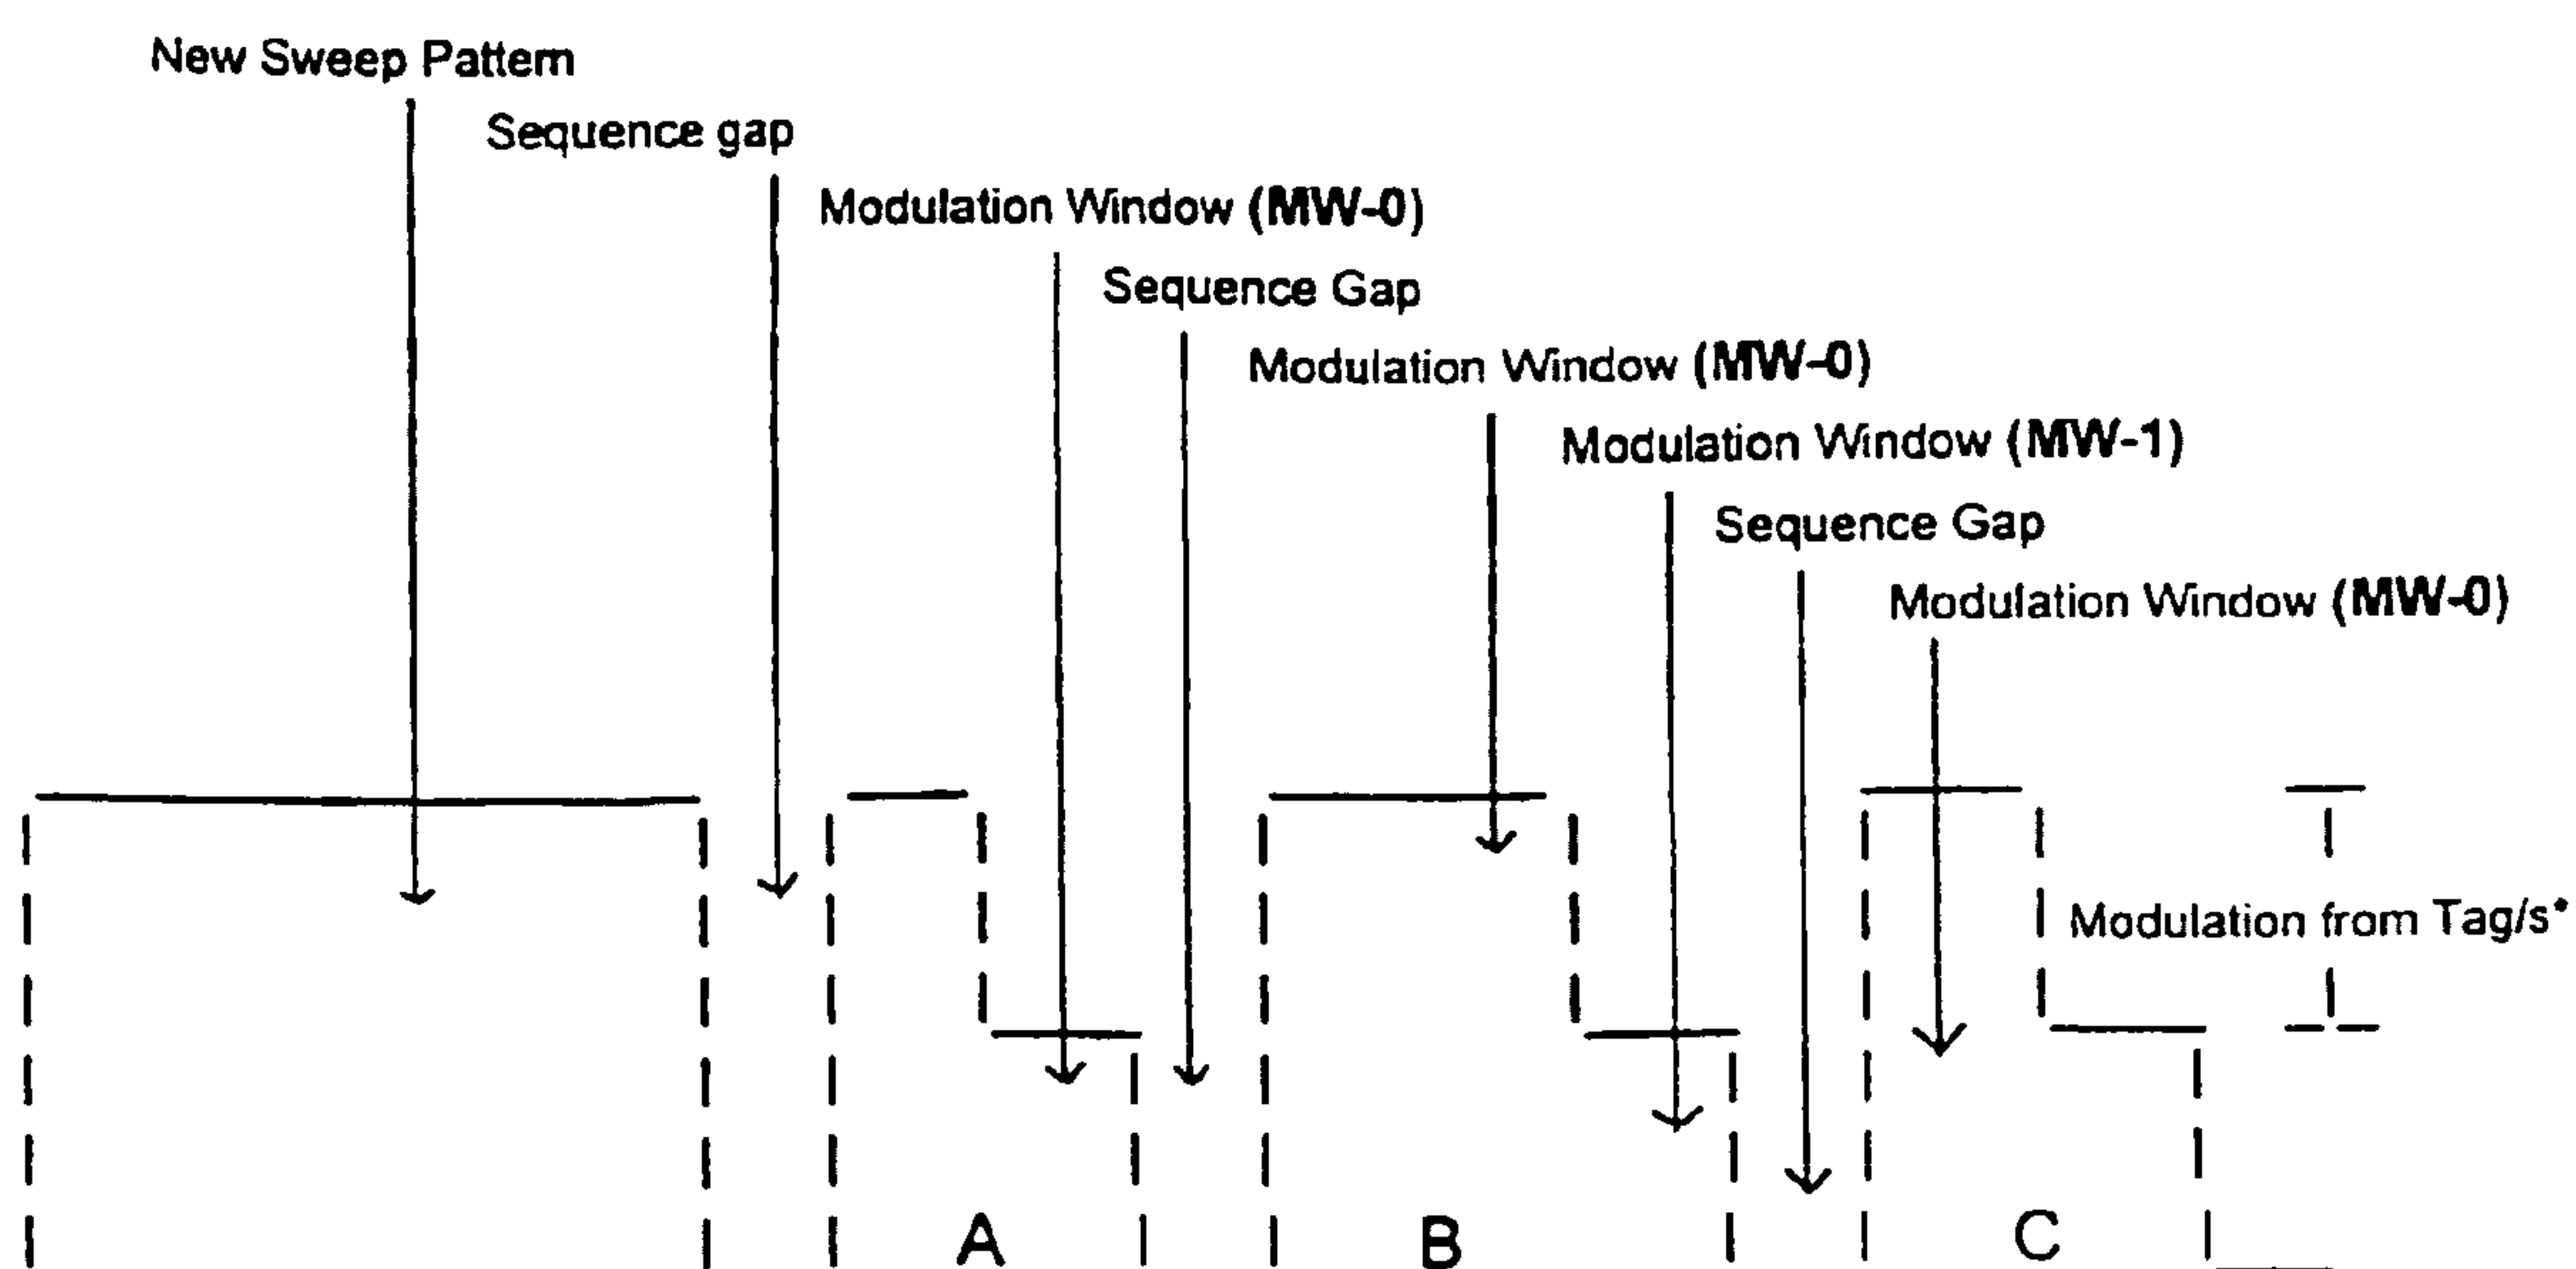 New Sweep Pattern
Sequence gap
Modulation Window (MW-0)
Sequence Gap
Modulation Window (MW-0)
Modulation Window (MW-1)
Sequence Gap
Modulation Window (MW-0)
Modulation from Tag/s*
A B C